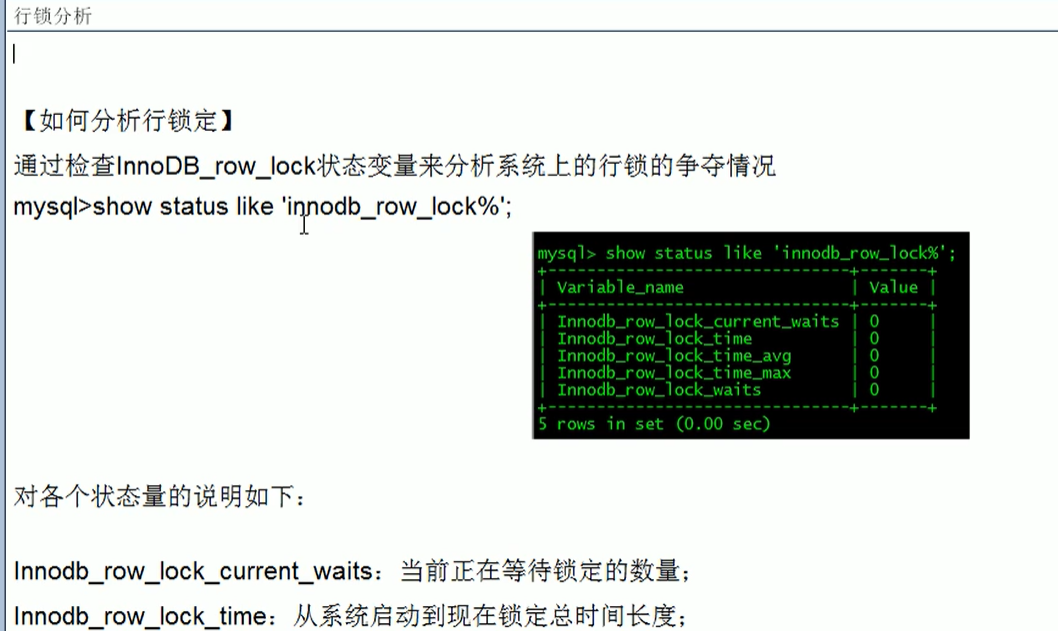 行锁分析
【如何分析行锁定】
通过检查InnoDB_row_lock状态变量来分析系统上的行锁的争夺情况
mysql>show status like 'innodb_row_lock%';
mysql> show status like 'innodb_row_lock%';
+-------------------------------+-------+
| Variable_name | Value |
+-------------------------------+-------+
| Innodb_row_lock_current_waits | 0 |
| Innodb_row_lock_time | 0 |
| Innodb_row_lock_time_avg | 0 |
| Innodb_row_lock_time_max | 0 |
| Innodb_row_lock_waits | 0 |
+-------------------------------+-------+
5 rows in set (0.00 sec)
对各个状态量的说明如下：
Innodb_row_lock_current_waits：当前正在等待锁定的数量；
Innodb_row_lock_time：从系统启动到现在锁定总时间长度；